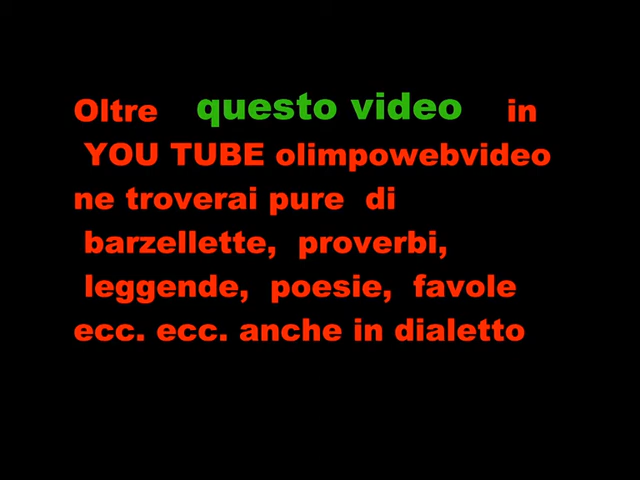 Oltre questo video in
YOU TUBE olimpowebvideo
ne troverai pure di
barzellette, proverbi,
leggende, poesie, favole
ecc. ecc. anche in dialetto